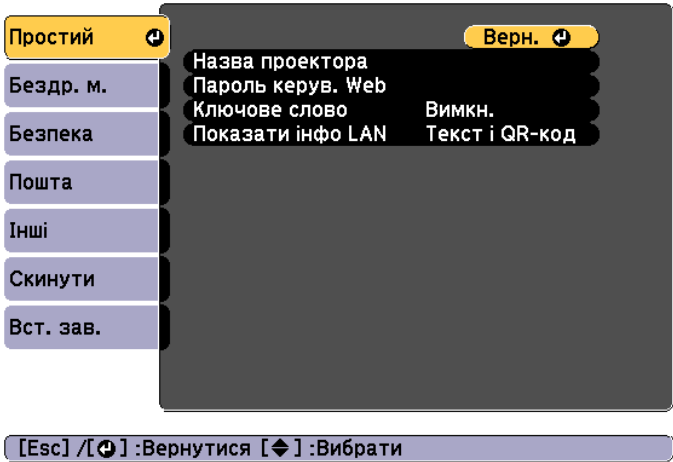 Простий
Бездр. м.
Безпека
Пошта
Інші
Скинути
Вст. зав.
Верн.
Назва проектора
Пароль керув. Web
Ключове слово Вимкн.
Показати інфо LAN Текст і QR-код
[Esc] /[ ] :Вернутися [ ] :Вибрати